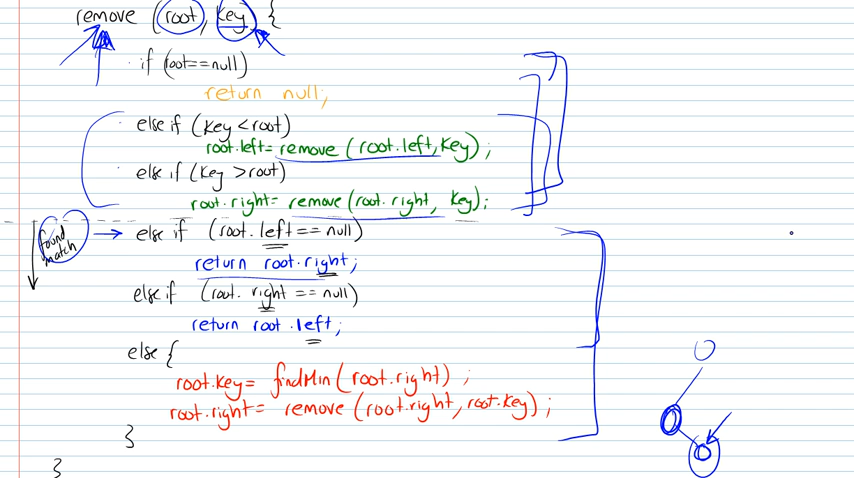 remove (root, key) {
if (root==null)
return null;
else if (key<root)
root.left= remove (root.left, key);
else if (key >root)
root.right= remove (root.right, key);
found match
else if (root.left == null)
return root.right;
else if (root. right == null)
return root.left;
else {
root.key= findMin (root.right);
root.right= remove (root.right, root.key);
}
}